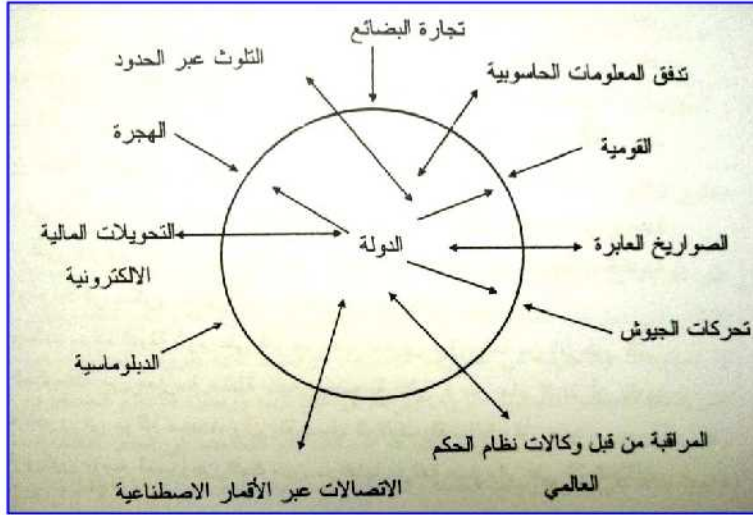 تجارة البضائع
التلوث عبر الحدود
تدفق المعلومات الحاسوبية
الهجرة
القومية
التحويلات المالية
الالكترونية
الدولة
الصواريخ العابرة
تحركات الجيوش
الدبلوماسية
المراقبة من قبل وكالات نظام الحكم
العالمي
الاتصالات عبر الأقمار الاصطناعية